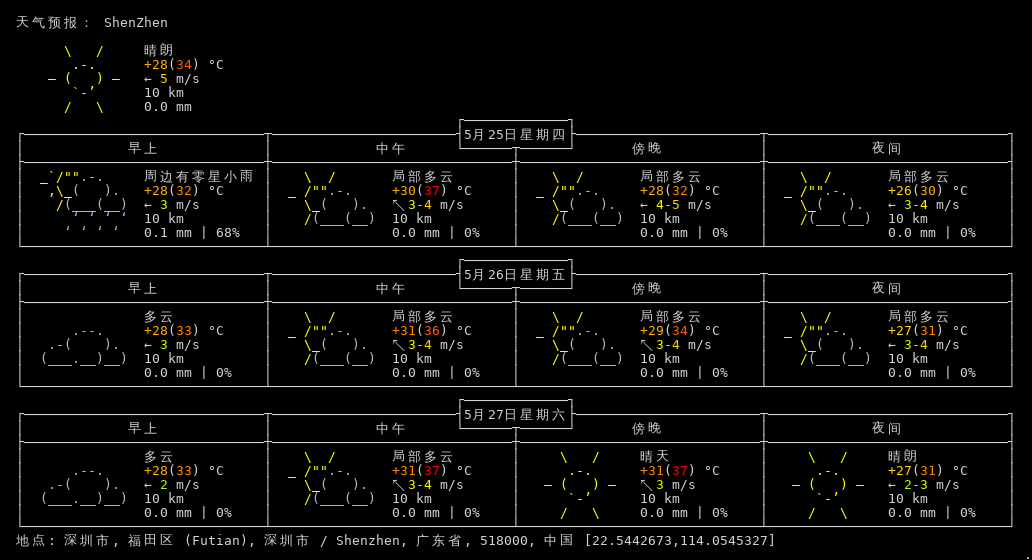 天气预报： ShenZhen
晴朗
+28(34) °C
← 5 m/s
10 km
0.0 mm
5月25日星期四
早上 中午 傍晚 夜间
周边有零星小雨 局部多云 局部多云 局部多云
+28(32) °C +30(37) °C +28(32) °C +26(30) °C
← 3 m/s ↖ 3-4 m/s ← 4-5 m/s ← 3-4 m/s
10 km 10 km 10 km 10 km
0.1 mm | 68% 0.0 mm | 0% 0.0 mm | 0% 0.0 mm | 0%
5月26日星期五
早上 中午 傍晚 夜间
多云 局部多云 局部多云 局部多云
+28(33) °C +31(36) °C +29(34) °C +27(31) °C
← 3 m/s ↖ 3-4 m/s ↖ 3-4 m/s ← 3-4 m/s
10 km 10 km 10 km 10 km
0.0 mm | 0% 0.0 mm | 0% 0.0 mm | 0% 0.0 mm | 0%
5月27日星期六
早上 中午 傍晚 夜间
多云 局部多云 晴天 晴朗
+28(33) °C +31(37) °C +31(37) °C +27(31) °C
← 2 m/s ↖ 3-4 m/s ↖ 3 m/s ← 2-3 m/s
10 km 10 km 10 km 10 km
0.0 mm | 0% 0.0 mm | 0% 0.0 mm | 0% 0.0 mm | 0%
地点: 深圳市, 福田区 (Futian), 深圳市 / Shenzhen, 广东省, 518000, 中国 [22.5442673,114.0545327]